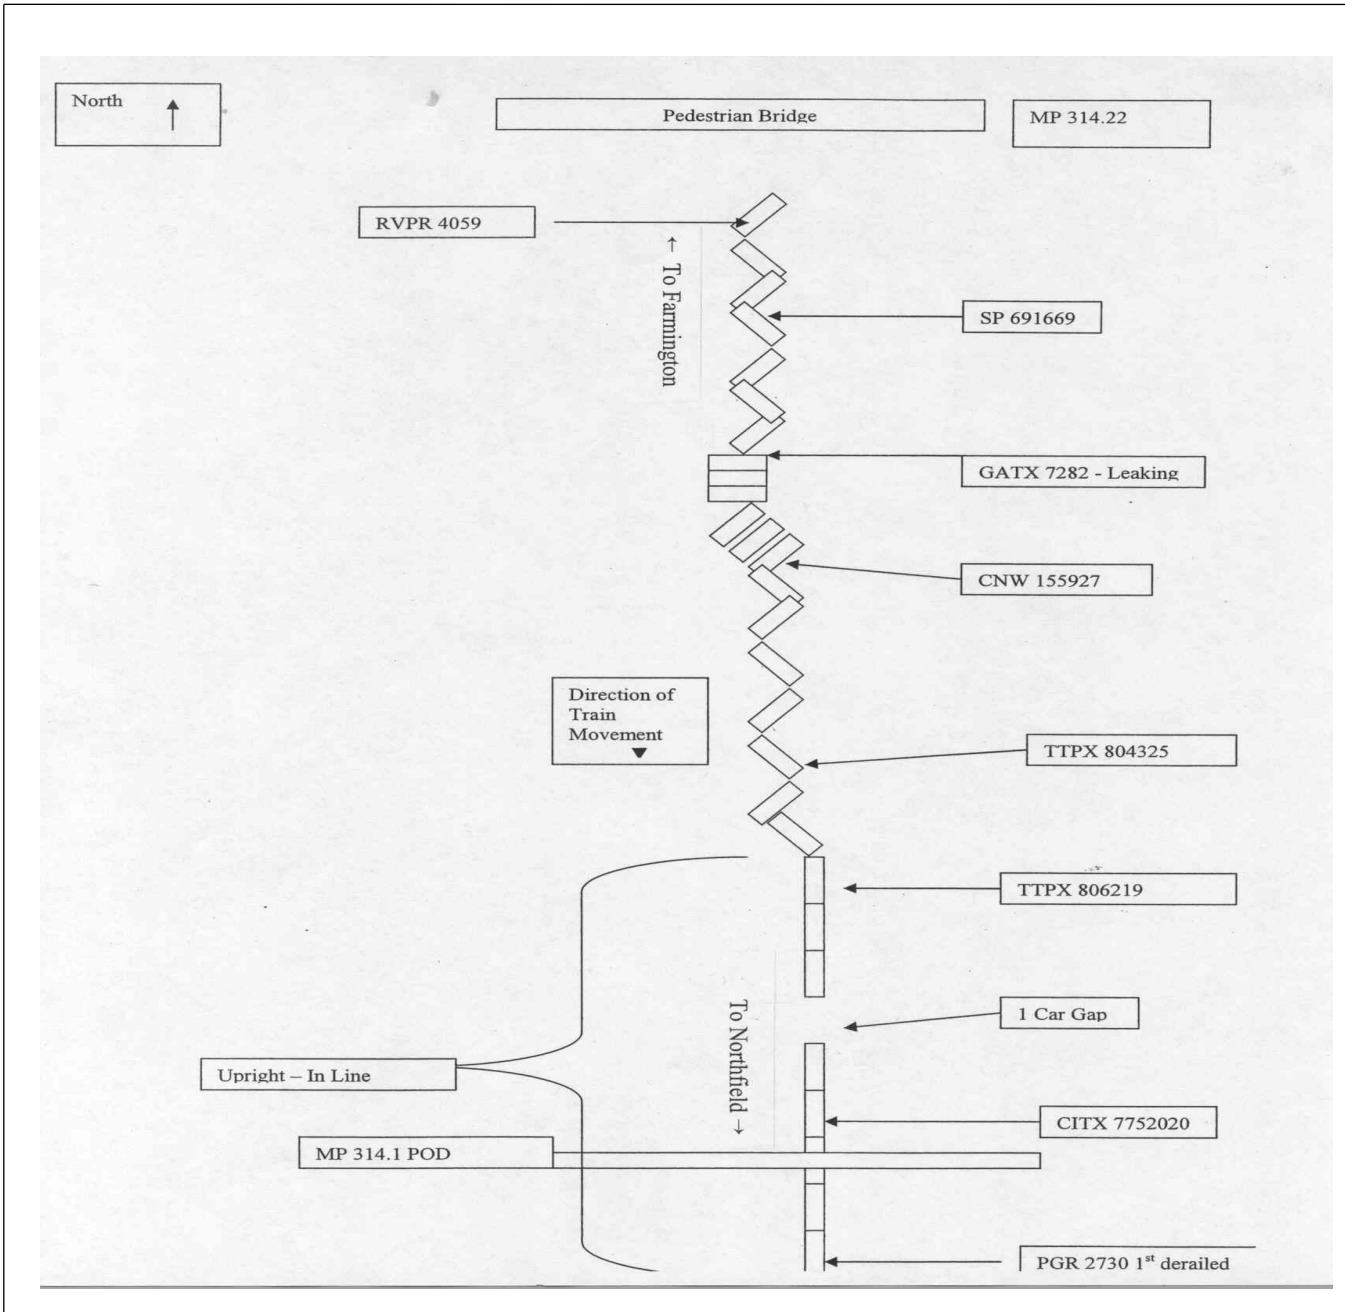 North
Pedestrian Bridge
MP 314.22
RVPR 4059
← To Farmington
SP 691669
GATX 7282 - Leaking
CNW 155927
Direction of
Train
Movement
TTPX 804325
TTPX 806219
1 Car Gap
To Northfield →
Upright – In Line
CITX 7752020
MP 314.1 POD
PGR 2730 1st derailed